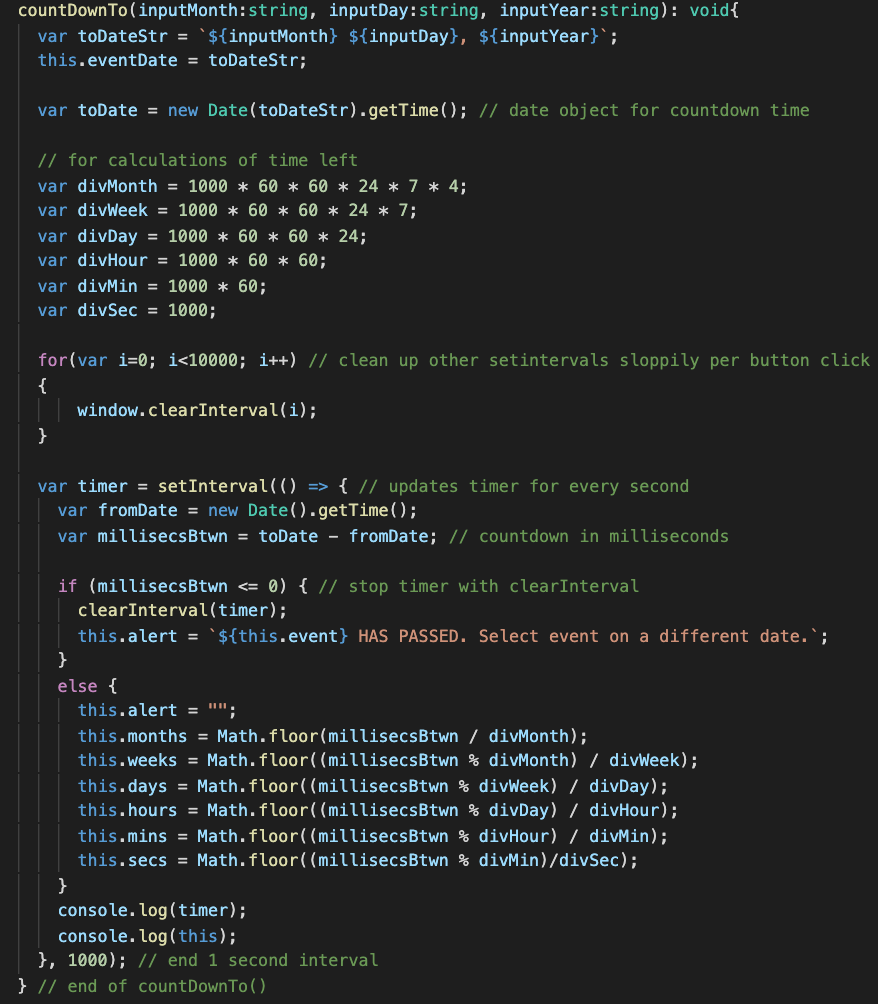 countDownTo(inputMonth:string, inputDay:string, inputYear:string): void{
var toDateStr = `${inputMonth} ${inputDay}, ${inputYear}`;
this.eventDate = toDateStr;
var toDate = new Date(toDateStr).getTime(); // date object for countdown time
// for calculations of time left
var divMonth = 1000 * 60 * 60 * 24 * 7 * 4;
var divWeek = 1000 * 60 * 60 * 24 * 7;
var divDay = 1000 * 60 * 60 * 24;
var divHour = 1000 * 60 * 60;
var divMin = 1000 * 60;
var divSec = 1000;
for(var i=0; i<10000; i++) // clean up other setintervals sloppily per button click
{
window.clearInterval(i);
}
var timer = setInterval(() => { // updates timer for every second
var fromDate = new Date().getTime();
var millisecsBtwn = toDate - fromDate; // countdown in milliseconds
if (millisecsBtwn <= 0) { // stop timer with clearInterval
clearInterval(timer);
this.alert = `${this.event} HAS PASSED. Select event on a different date.`;
}
else {
this.alert = "";
this.months = Math.floor(millisecsBtwn / divMonth);
this.weeks = Math.floor((millisecsBtwn % divMonth) / divWeek);
this.days = Math.floor((millisecsBtwn % divWeek) / divDay);
this.hours = Math.floor((millisecsBtwn % divDay) / divHour);
this.mins = Math.floor((millisecsBtwn % divHour) / divMin);
this.secs = Math.floor((millisecsBtwn % divMin)/divSec);
}
console.log(timer);
console.log(this);
}, 1000); // end 1 second interval
} // end of countDownTo()